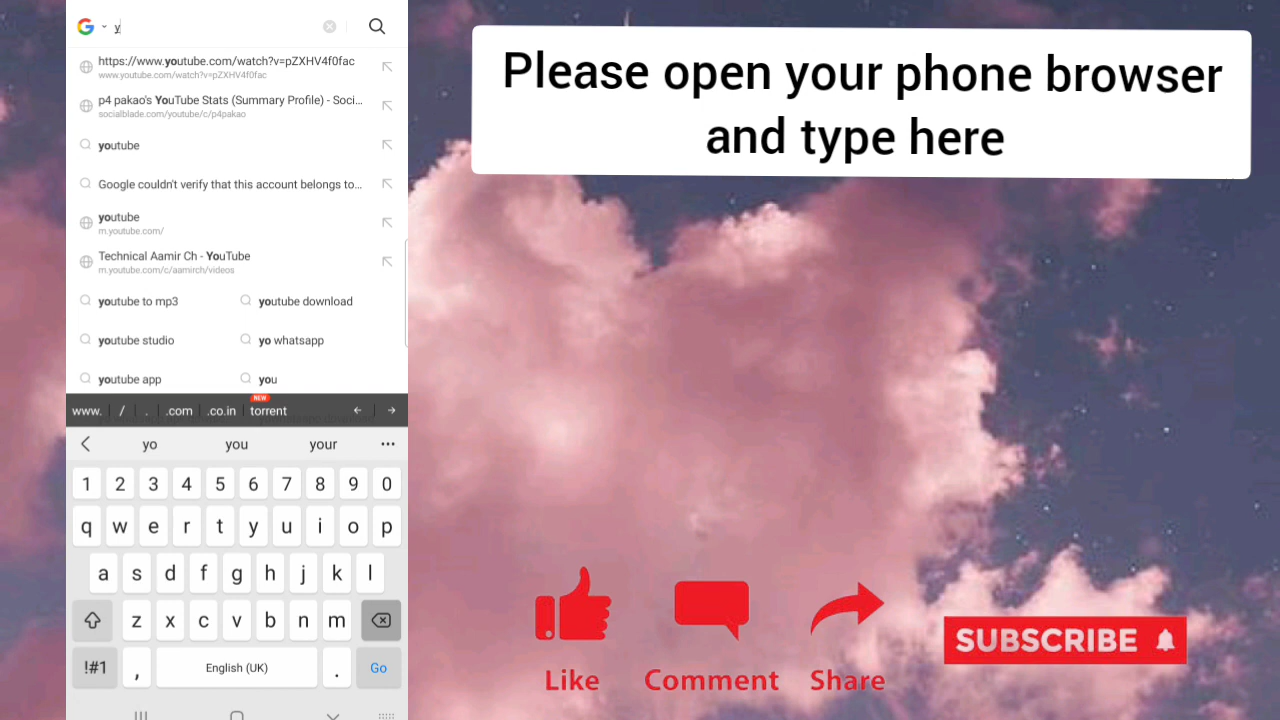 y
https://www.youtube.com/watch?v=pZXHV4f0fac
www.youtube.com/watch?v=pZXHV4f0fac
p4 pakao's YouTube Stats (Summary Profile) - Soci...
socialblade.com/youtube/c/p4pakao
youtube
Google couldn't verify that this account belongs to...
youtube
m.youtube.com/
Technical Aamir Ch - YouTube
m.youtube.com/c/aamirch/videos
youtube to mp3 youtube download
youtube studio yo whatsapp
youtube app you
NEW
www. / . .com .co.in torrent
yo you your
1 2 3 4 5 6 7 8 9 0
q w e r t y u i o p
a s d f g h j k l
z x c v b n m
!#1 , English (UK) . Go
Please open your phone browser
and type here
Like Comment Share
SUBSCRIBE